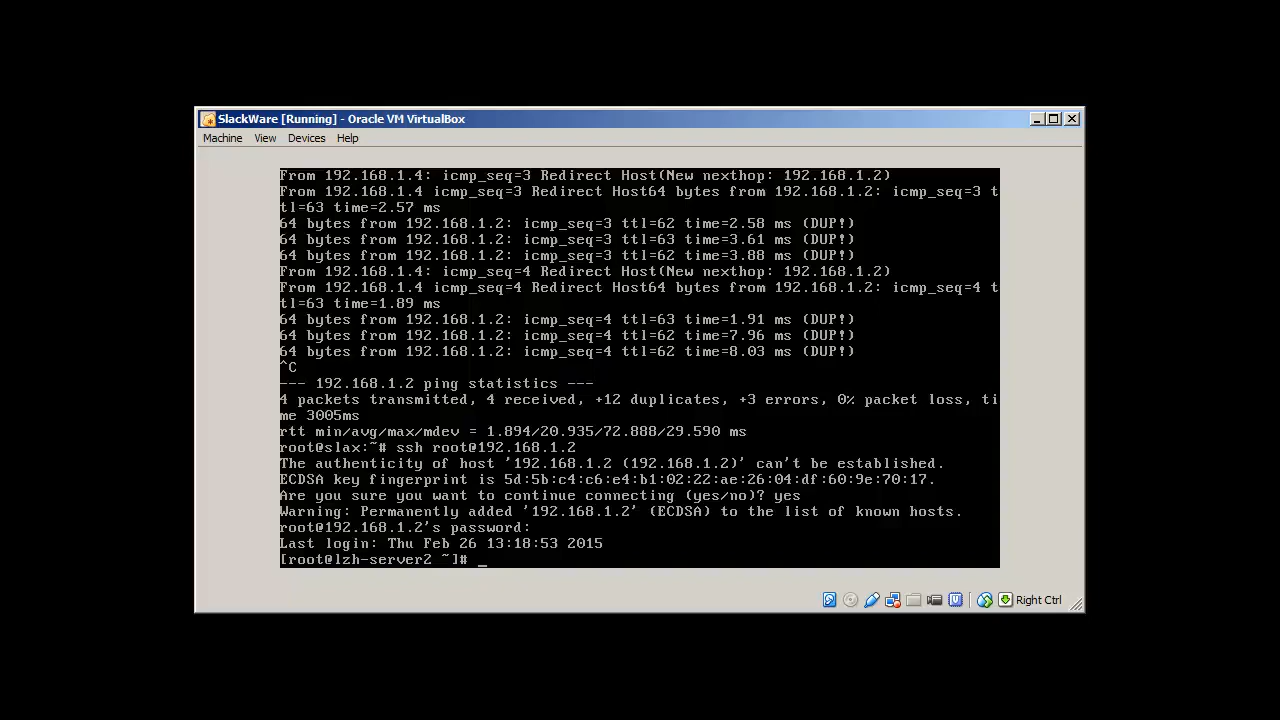 SlackWare [Running] - Oracle VM VirtualBox
Machine View Devices Help
From 192.168.1.4: icmp_seq=3 Redirect Host(New nexthop: 192.168.1.2)
From 192.168.1.4 icmp_seq=3 Redirect Host64 bytes from 192.168.1.2: icmp_seq=3 t
tl=63 time=2.57 ms
64 bytes from 192.168.1.2: icmp_seq=3 ttl=62 time=2.58 ms (DUP!)
64 bytes from 192.168.1.2: icmp_seq=3 ttl=63 time=3.61 ms (DUP!)
64 bytes from 192.168.1.2: icmp_seq=3 ttl=62 time=3.88 ms (DUP!)
From 192.168.1.4: icmp_seq=4 Redirect Host(New nexthop: 192.168.1.2)
From 192.168.1.4 icmp_seq=4 Redirect Host64 bytes from 192.168.1.2: icmp_seq=4 t
tl=63 time=1.89 ms
64 bytes from 192.168.1.2: icmp_seq=4 ttl=63 time=1.91 ms (DUP!)
64 bytes from 192.168.1.2: icmp_seq=4 ttl=62 time=7.96 ms (DUP!)
64 bytes from 192.168.1.2: icmp_seq=4 ttl=62 time=8.03 ms (DUP!)
^C
--- 192.168.1.2 ping statistics ---
4 packets transmitted, 4 received, +12 duplicates, +3 errors, 0% packet loss, ti
me 3005ms
rtt min/avg/max/mdev = 1.894/20.935/72.888/29.590 ms
root@slax:~# ssh root@192.168.1.2
The authenticity of host '192.168.1.2 (192.168.1.2)' can't be established.
ECDSA key fingerprint is 5d:5b:c4:c6:e4:b1:02:22:ae:26:04:df:60:9e:70:17.
Are you sure you want to continue connecting (yes/no)? yes
Warning: Permanently added '192.168.1.2' (ECDSA) to the list of known hosts.
root@192.168.1.2's password:
Last login: Thu Feb 26 13:18:53 2015
[root@lzh-server2 ~]# _
Right Ctrl